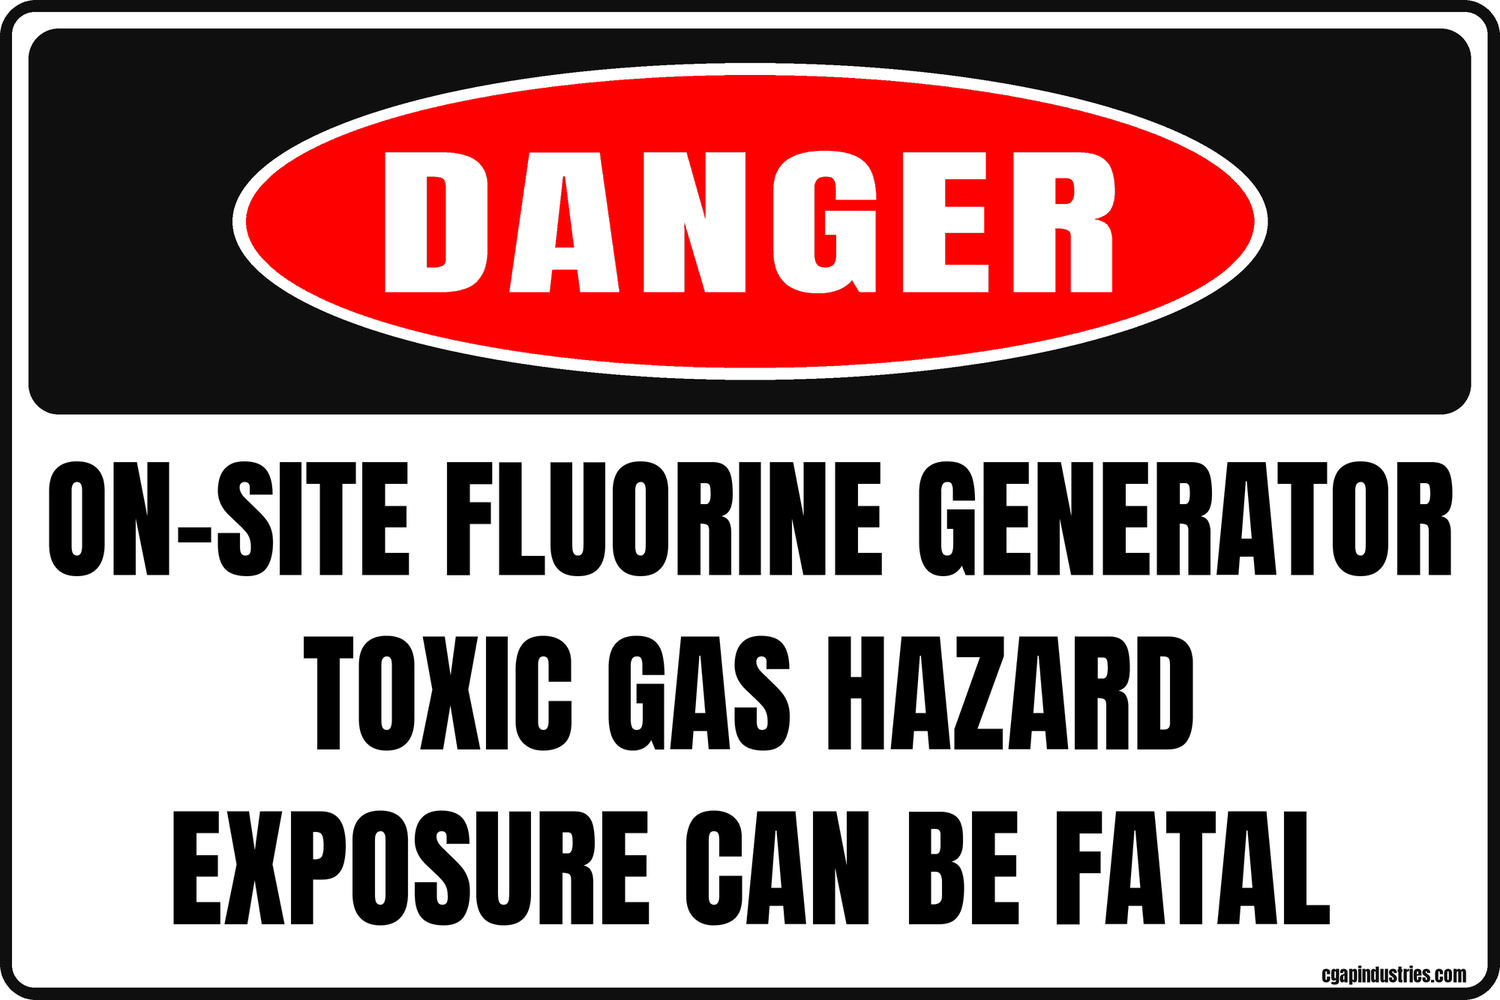 DANGER
ON-SITE FLUORINE GENERATOR
TOXIC GAS HAZARD
EXPOSURE CAN BE FATAL
cgapindustries.com